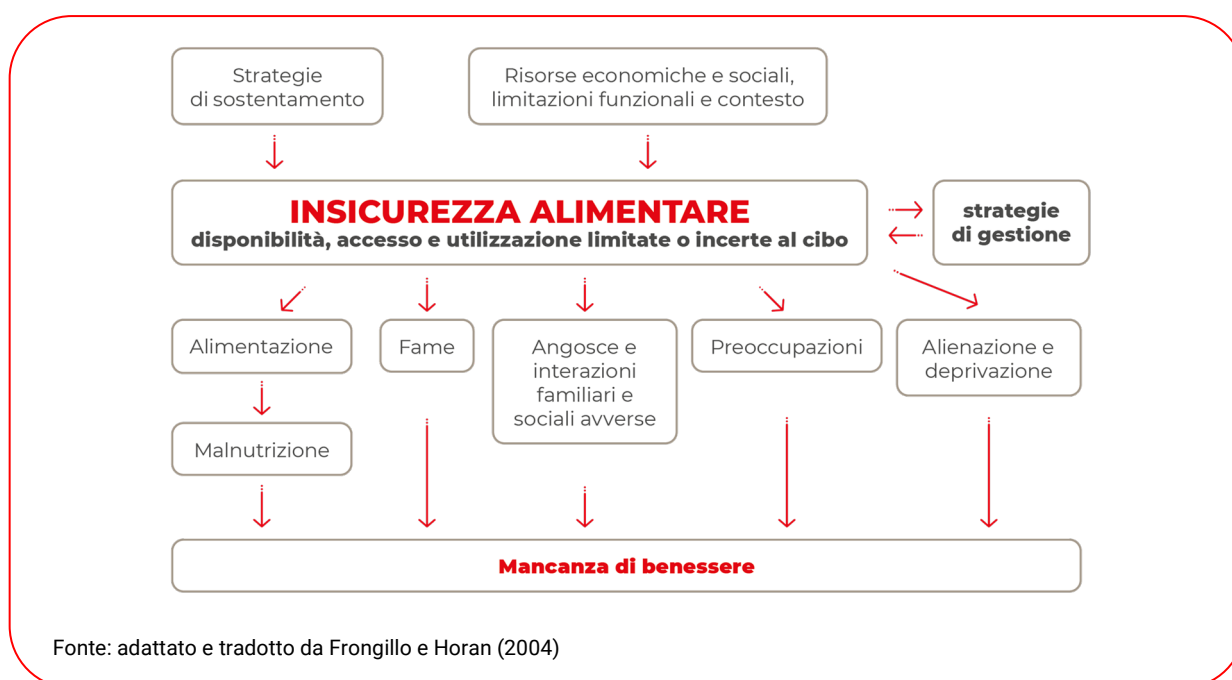 Strategie
di sostentamento
Risorse economiche e sociali,
limitazioni funzionali e contesto
INSICUREZZA ALIMENTARE
disponibilità, accesso e utilizzazione limitate o incerte al cibo
strategie
di gestione
Alimentazione
Fame
Angosce e
interazioni
familiari e
sociali avverse
Preoccupazioni
Alienazione e
deprivazione
Malnutrizione
Mancanza di benessere
Fonte: adattato e tradotto da Frongillo e Horan (2004)